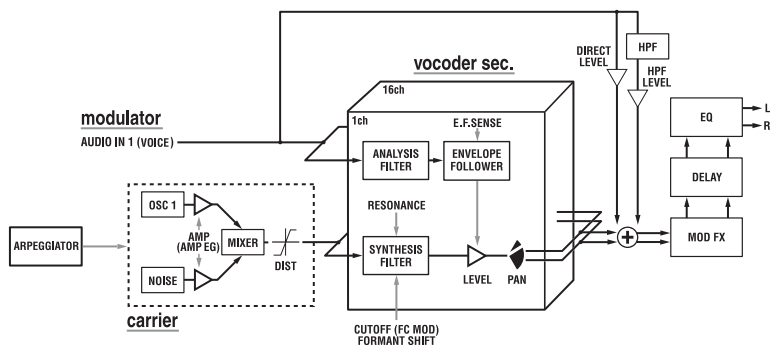 vocoder sec.
DIRECT
LEVEL
HPF
HPF
LEVEL
16ch
1ch
modulator
AUDIO IN 1 (VOICE)
E.F.SENSE
ANALYSIS
FILTER
ENVELOPE
FOLLOWER
EQ
L
R
DELAY
MOD FX
OSC 1
AMP
(AMP EG)
MIXER
NOISE
DIST
ARPEGGIATOR
carrier
RESONANCE
SYNTHESIS
FILTER
LEVEL
PAN
CUTOFF (FC MOD)
FORMANT SHIFT